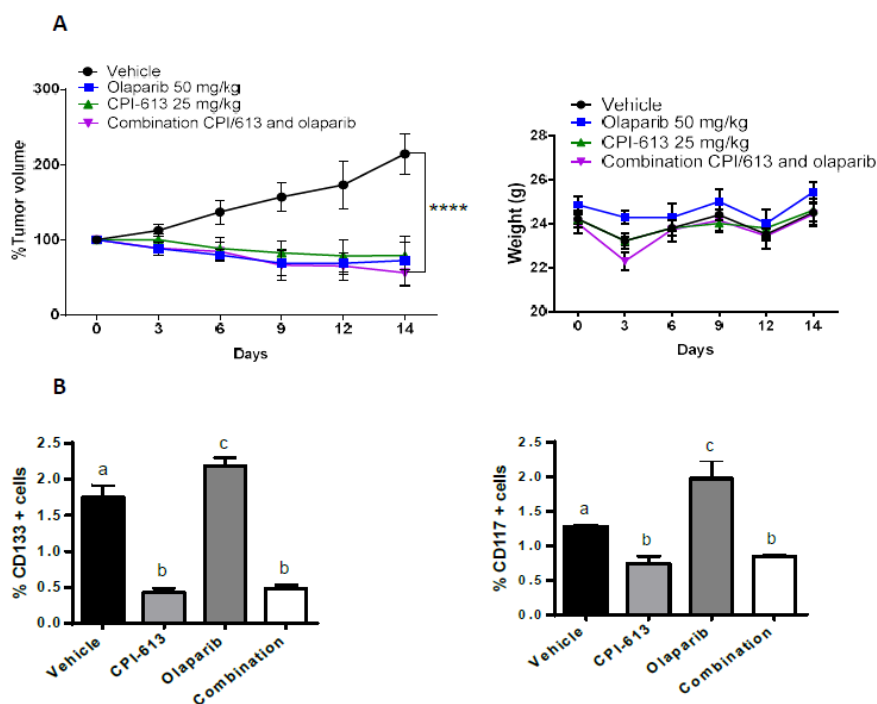 A
Vehicle
Olaparib 50 mg/kg
CPI-613 25 mg/kg
Combination CPI/613 and olaparib
300
200
100
0
%Tumor volume
****
0 3 6 9 12 14
Days
Vehicle
Olaparib 50 mg/kg
CPI-613 25 mg/kg
Combination CPI/613 and olaparib
28
26
24
22
20
Weight (g)
0 3 6 9 12 14
Days
B
2.5
2.0
1.5
1.0
0.5
0.0
% CD133 + cells
a
b
c
b
Vehicle
CPI-613
Olaparib
Combination
2.5
2.0
1.5
1.0
0.5
0.0
% CD117 + cells
a
b
c
b
Vehicle
CPI-613
Olaparib
Combination